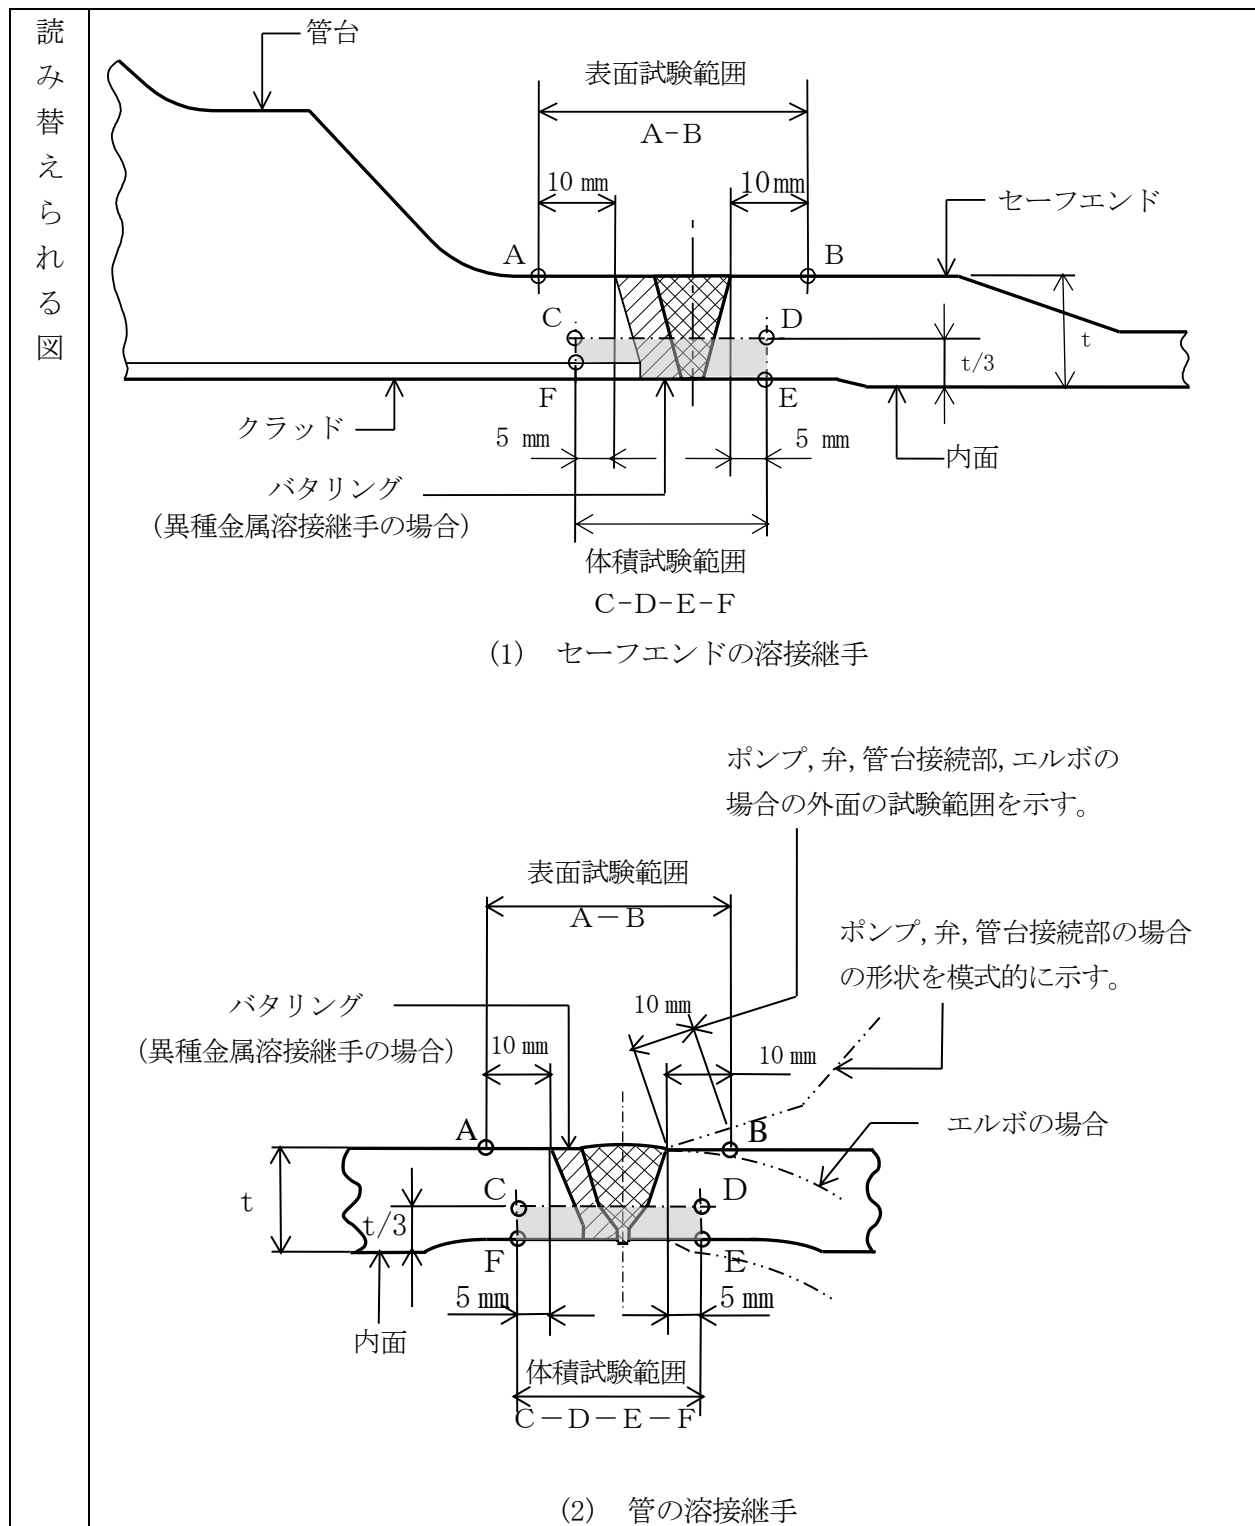 読み替えられる図
管台
表面試験範囲
A-B
10 mm
10mm
セーフエンド
A
B
C
D
t
t/3
F
E
クラッド
5 mm
5 mm
内面
バタリング
(異種金属溶接継手の場合)
体積試験範囲
C-D-E-F
(1) セーフエンドの溶接継手
ポンプ, 弁, 管台接続部, エルボの
場合の外面の試験範囲を示す。
表面試験範囲
A-B
ポンプ, 弁, 管台接続部の場合
の形状を模式的に示す。
バタリング
(異種金属溶接継手の場合)
10 mm
10 mm
10 mm
エルボの場合
A
B
C
D
t
t/3
F
E
5 mm
5 mm
内面
体積試験範囲
C-D-E-F
(2) 管の溶接継手